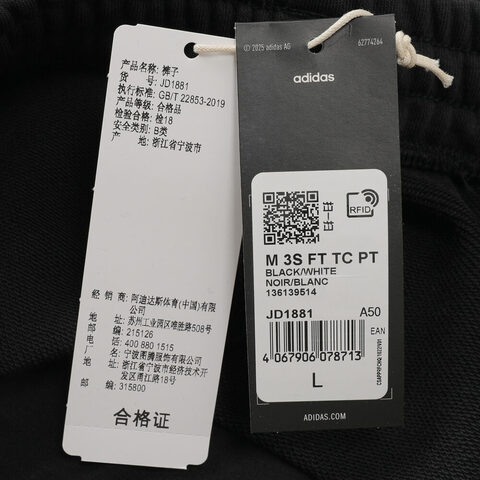 产品名称: 裤子
货 号: JD1881
执行标准: GB/T 22853-2019
产品等级: 合格品
检验合格: 检18
安全类别: B类
产 地: 浙江省宁波市
经 销 商: 阿迪达斯体育(中国)有限
公司
地 址: 苏州工业园区唯亭路508号
邮 编: 215126
电 话: 400 880 1515
厂 名: 宁波图腾服饰有限公司
地 址: 浙江省宁波市经济技术开
发区黄山西路18号
邮 编: 315800
合格证
© 2025 adidas AG
62774264
adidas
RFID
M 3S FT TC PT
BLACK/WHITE
NOIR/BLANC
136139514
JD1881 A50
EAN
4 067906 078713
L
ADIDAS.COM